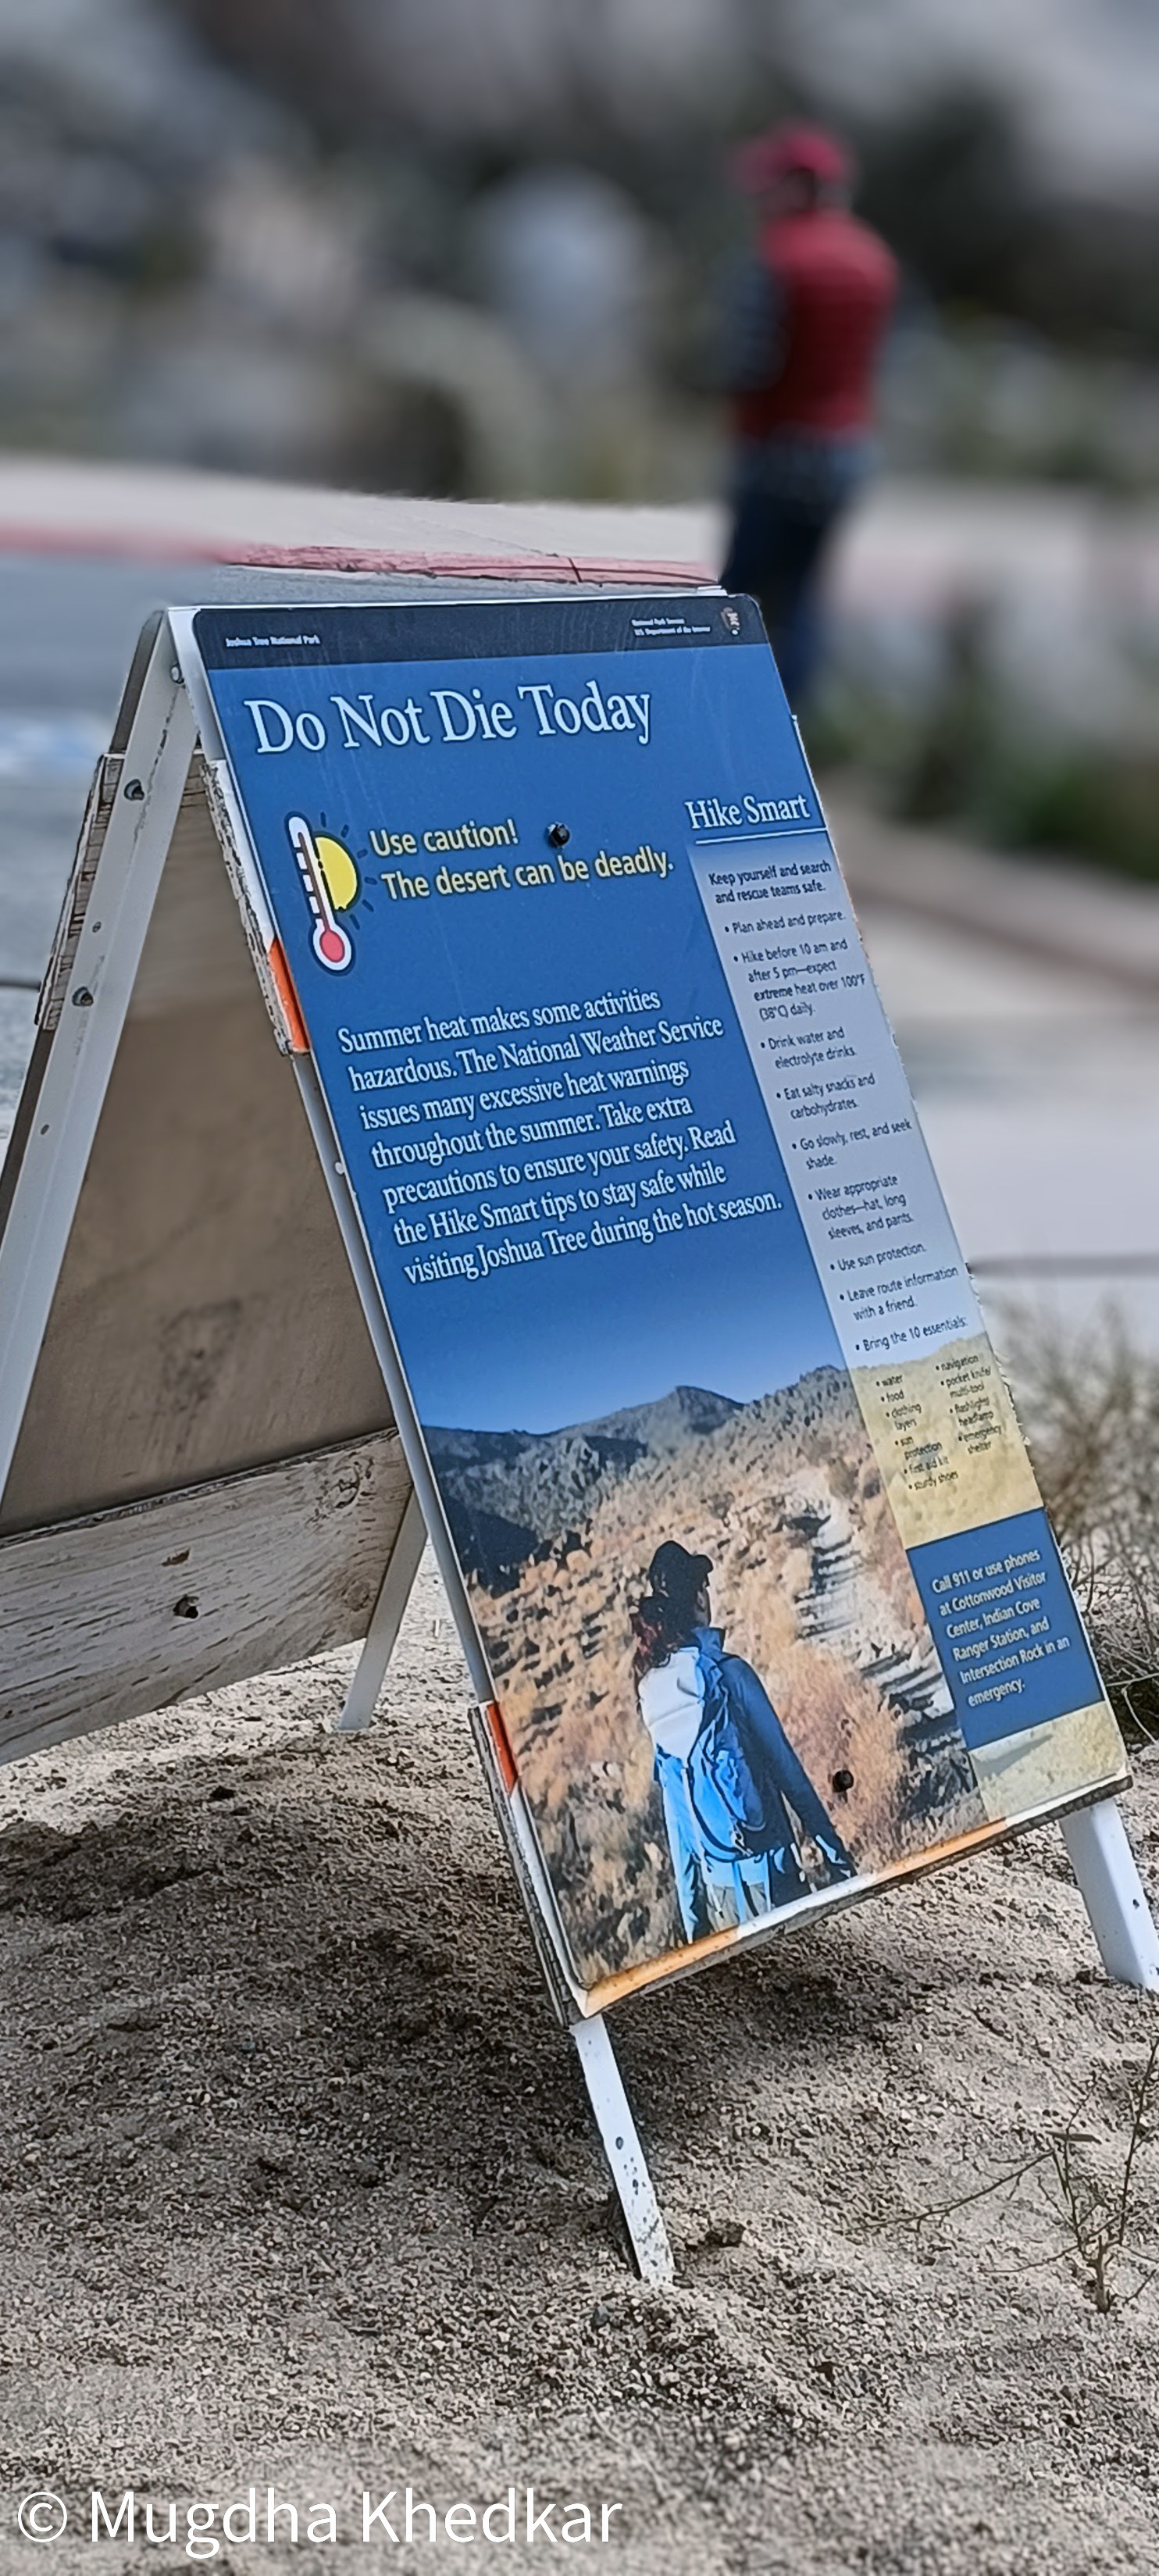 Joshua Tree National Park
National Park Service
U.S. Department of the Interior
Do Not Die Today
Use caution!
The desert can be deadly.
Summer heat makes some activities
hazardous. The National Weather Service
issues many excessive heat warnings
throughout the summer. Take extra
precautions to ensure your safety. Read
the Hike Smart tips to stay safe while
visiting Joshua Tree during the hot season.
Hike Smart
Keep yourself and search
and rescue teams safe.
• Plan ahead and prepare.
• Hike before 10 am and
after 5 pm—expect
extreme heat over 100°F
(38°C) daily.
• Drink water and
electrolyte drinks.
• Eat salty snacks and
carbohydrates.
• Go slowly, rest, and seek
shade.
• Wear appropriate
clothes—hat, long
sleeves, and pants.
• Use sun protection.
• Leave route information
with a friend.
• Bring the 10 essentials:
• water
• food
• clothing
layers
• sun
protection
• first aid kit
• sturdy shoes
• navigation
• pocket knife/
multi-tool
• flashlight/
headlamp
• emergency
shelter
Call 911 or use phones
at Cottonwood Visitor
Center, Indian Cove
Ranger Station, and
Intersection Rock in an
emergency.
© Mugdha Khedkar